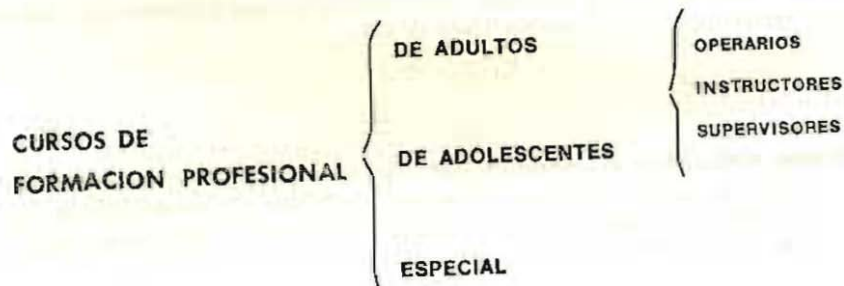 CURSOS DE
FORMACION PROFESIONAL
DE ADULTOS
OPERARIOS
INSTRUCTORES
SUPERVISORES
DE ADOLESCENTES
ESPECIAL